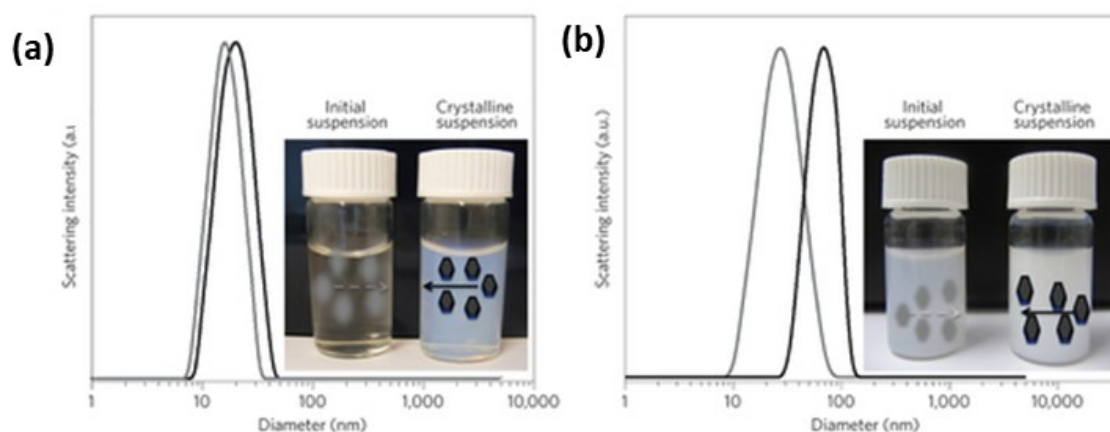 (a)
Scattering intensity (a.ı
Initial
suspension
Crystalline
suspension
1
10
100
1,000
10,000
Diameter (nm)
(b)
Scattering intensity (a.u.)
Initial
suspension
Crystalline
suspension
1
10
100
1,000
10,000
Diameter (nm)